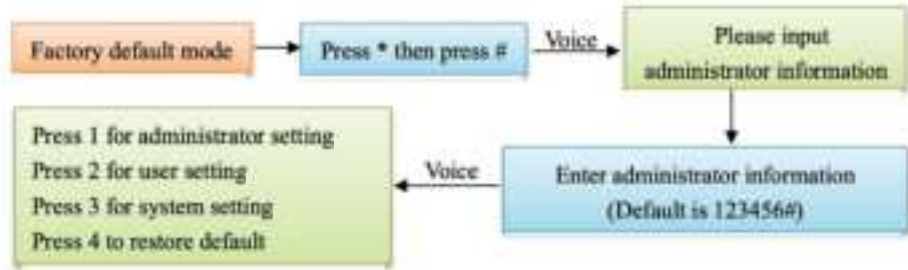 Factory default mode
Press * then press #
Voice
Please input
administrator information
Enter administrator information
(Default is 123456#)
Voice
Press 1 for administrator setting
Press 2 for user setting
Press 3 for system setting
Press 4 to restore default